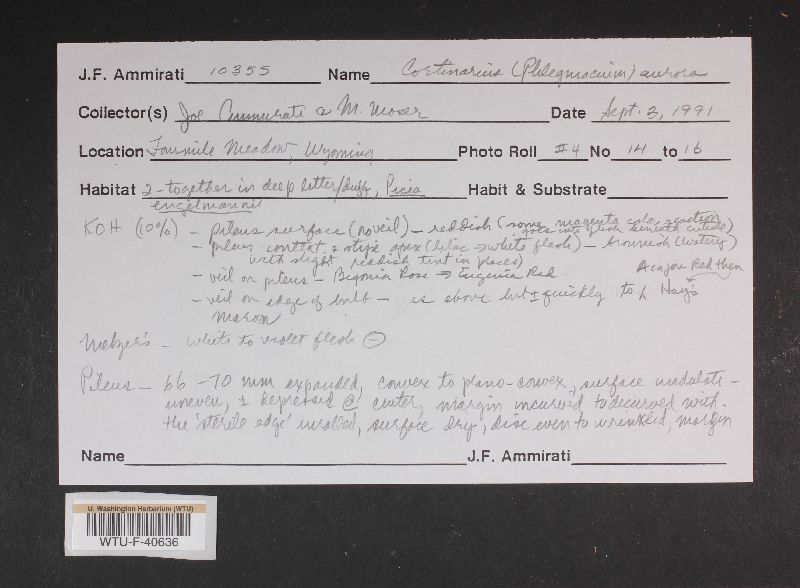 J.F. Ammirati 10355 Name Cortinarius (Phlegmacium) aurora
Collector(s) Joe Ammirati & M. Moser Date Sept. 3, 1991
Location Fourmile Meadow, Wyoming Photo Roll #4 No 14 to 16
Habitat 2-together in deep litter/duff, Picea Habit & Substrate
engelmannii
KOH (10%) – pileus surface (no veil) – reddish (some magenta color reaction
goes into flesh beneath cuticle)
– pileus context & stipe apex (lilac → white flesh) – brownish (watery)
with slight reddish tint in places)
– veil on pileus – Begonia Rose → Eugenia Red
Acajou Red then
– veil on edge of bulb – as above but ± quickly to Hay's
Maroon
Metzer's – white to violet flesh ⊖
Pileus – 66 – 70 mm expanded, convex to plano-convex, surface undulate-
uneven, ± depressed @ center, margin incurved to decurved with
the 'sterile edge' inrolled, surface dry, disc even to wrinkled, margin
Name J.F. Ammirati
U. Washington Herbarium (WTU)
WTU-F-40636